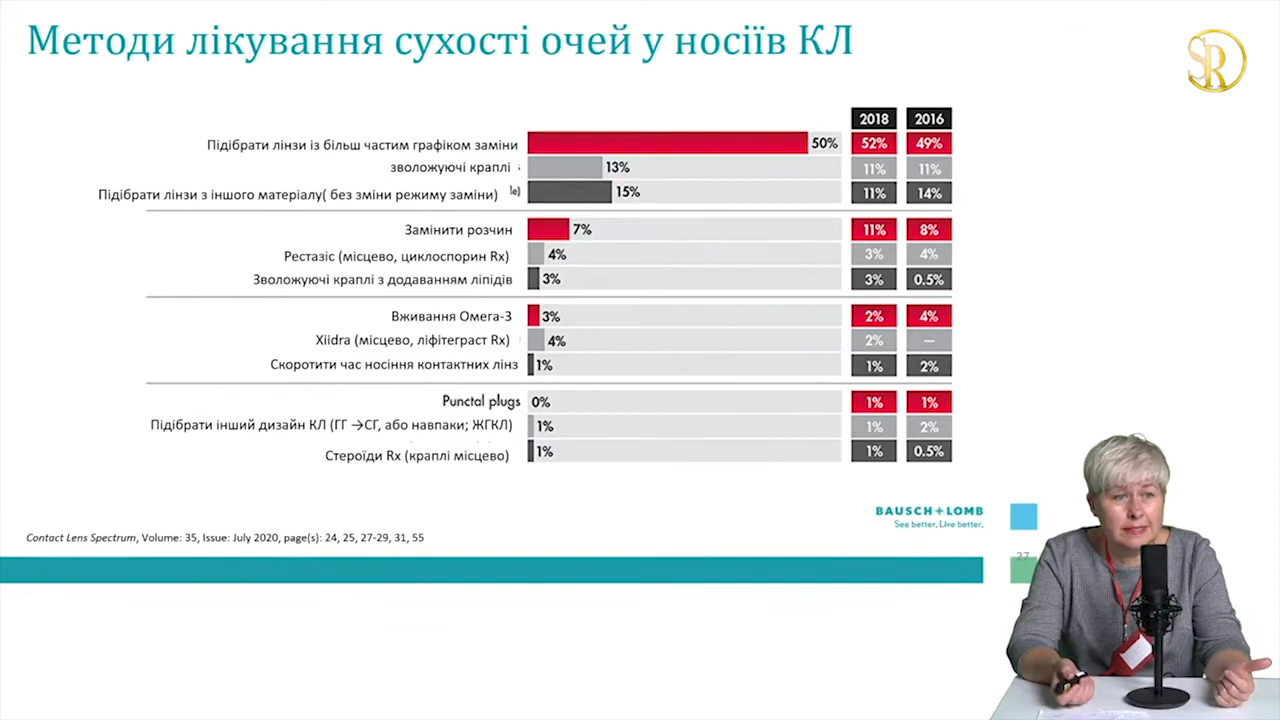 Методи лікування сухості очей у носіїв КЛ
SR
2018 2016
Підібрати лінзи із більш частим графіком заміни 50% 52% 49%
зволожуючі краплі 13% 11% 11%
Підібрати лінзи з іншого матеріалу( без зміни режиму заміни) le) 15% 11% 14%
Замінити розчин 7% 11% 8%
Рестазіс (місцево, циклоспорин Rx) 4% 3% 4%
Зволожуючі краплі з додаванням ліпідів 3% 3% 0.5%
Вживання Омега-3 3% 2% 4%
Xiidra (місцево, ліфітеграст Rx) 4% 2% —
Скоротити час носіння контактних лінз 1% 1% 2%
Punctal plugs 0% 1% 1%
Підібрати інший дизайн КЛ (ГГ →СГ, або навпаки; ЖГКЛ) 1% 1% 2%
Стероїди Rx (краплі місцево) 1% 1% 0.5%
BAUSCH + LOMB
See better. Live better.
Contact Lens Spectrum, Volume: 35, Issue: July 2020, page(s): 24, 25, 27-29, 31, 55
27